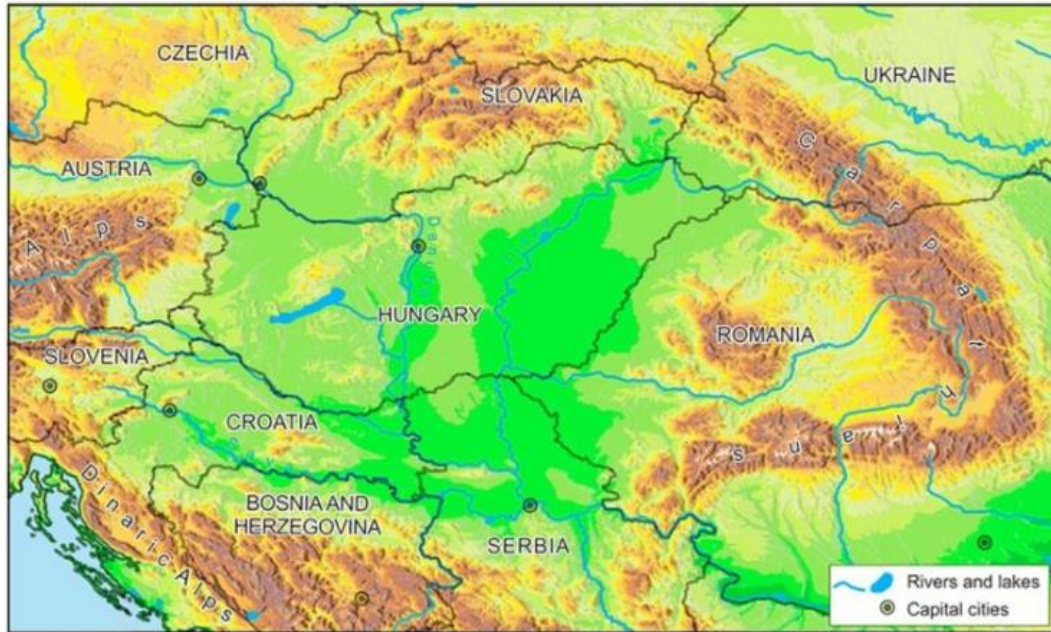 CZECHIA
UKRAINE
SLOVAKIA
AUSTRIA
Alps
Carpathians
Danube
HUNGARY
ROMANIA
SLOVENIA
CROATIA
Dinaric Alps
BOSNIA AND
HERZEGOVINA
SERBIA
Rivers and lakes
Capital cities